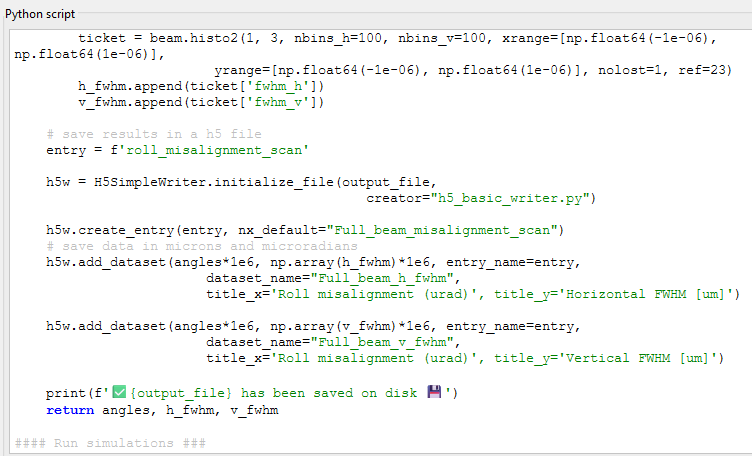 Python script
ticket = beam.histo2(1, 3, nbins_h=100, nbins_v=100, xrange=[np.float64(-1e-06),
np.float64(1e-06)],
yrange=[np.float64(-1e-06), np.float64(1e-06)], nolost=1, ref=23)
h_fwhm.append(ticket['fwhm_h'])
v_fwhm.append(ticket['fwhm_v'])
# save results in a h5 file
entry = f'roll_misalignment_scan'
h5w = H5SimpleWriter.initialize_file(output_file,
creator="h5_basic_writer.py")
h5w.create_entry(entry, nx_default="Full_beam_misalignment_scan")
# save data in microns and microradians
h5w.add_dataset(angles*1e6, np.array(h_fwhm)*1e6, entry_name=entry,
dataset_name="Full_beam_h_fwhm",
title_x='Roll misalignment (urad)', title_y='Horizontal FWHM [um]')
h5w.add_dataset(angles*1e6, np.array(v_fwhm)*1e6, entry_name=entry,
dataset_name="Full_beam_v_fwhm",
title_x='Roll misalignment (urad)', title_y='Vertical FWHM [um]')
print(f'✅{output_file} has been saved on disk 💾')
return angles, h_fwhm, v_fwhm
#### Run simulations ###